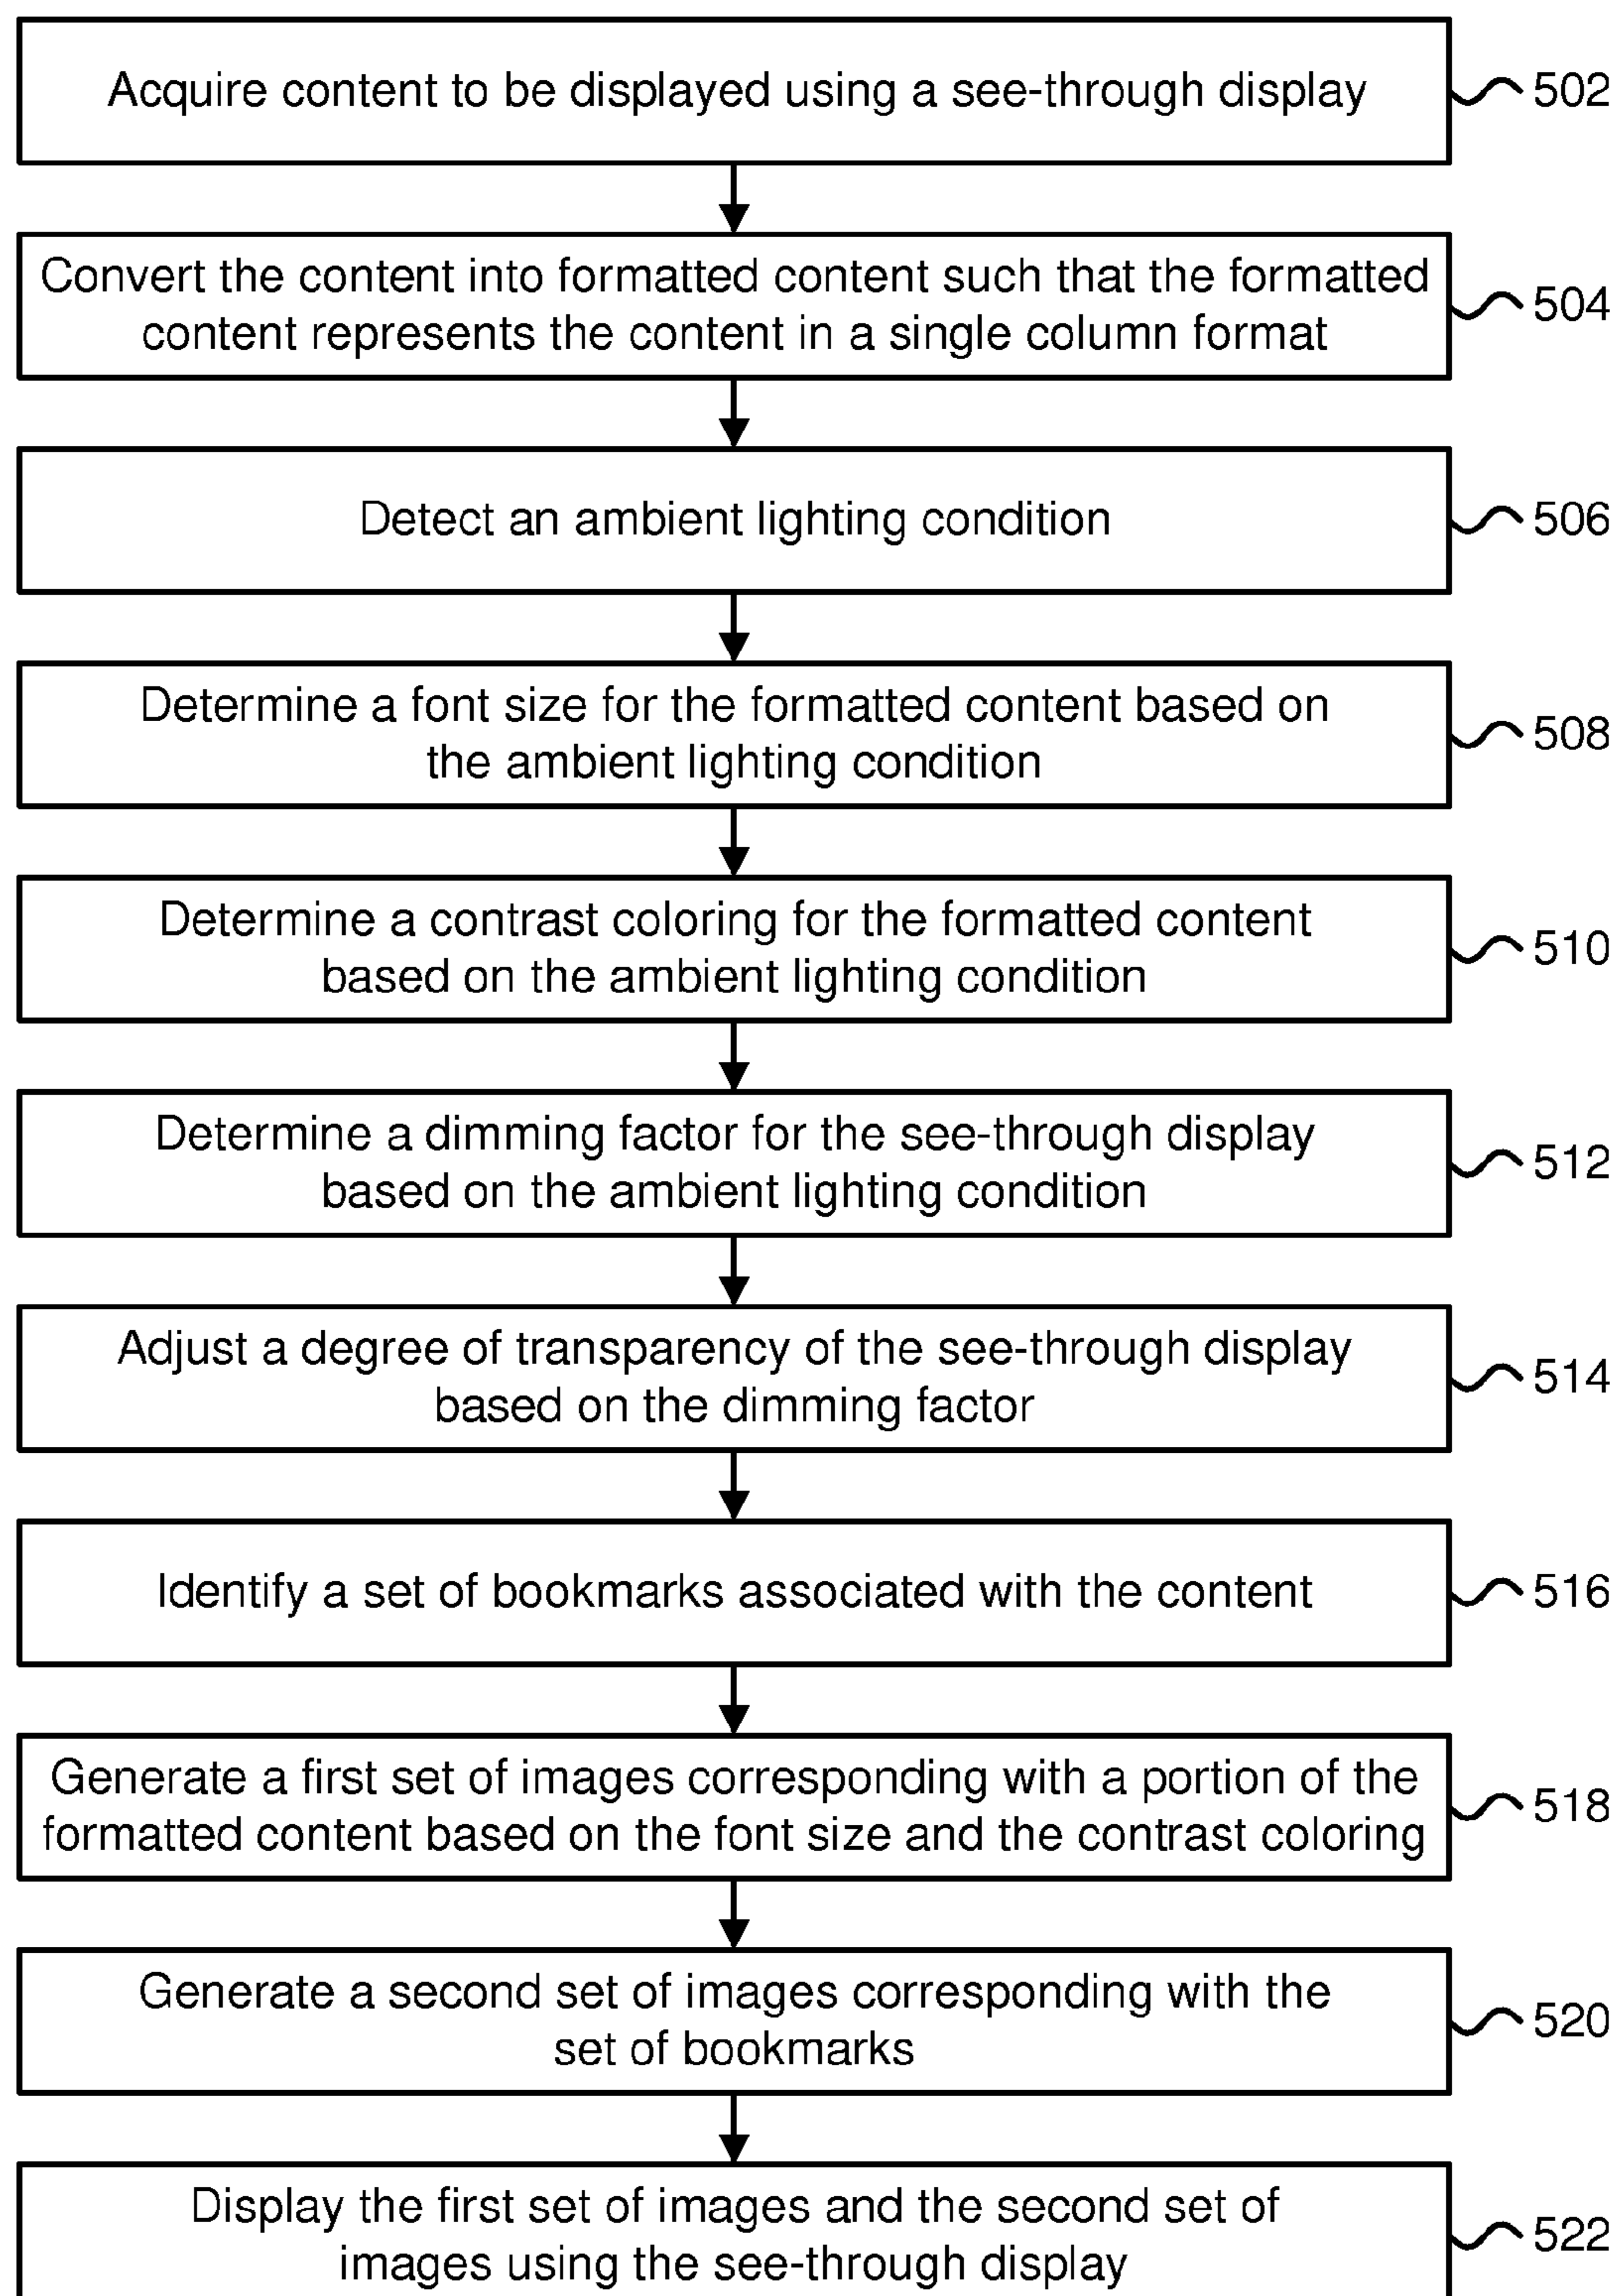 Acquire content to be displayed using a see-through display
502
Convert the content into formatted content such that the formatted
content represents the content in a single column format
504
Detect an ambient lighting condition
506
Determine a font size for the formatted content based on
the ambient lighting condition
508
Determine a contrast coloring for the formatted content
based on the ambient lighting condition
510
Determine a dimming factor for the see-through display
based on the ambient lighting condition
512
Adjust a degree of transparency of the see-through display
based on the dimming factor
514
Identify a set of bookmarks associated with the content
516
Generate a first set of images corresponding with a portion of the
formatted content based on the font size and the contrast coloring
518
Generate a second set of images corresponding with the
set of bookmarks
520
Display the first set of images and the second set of
images using the see-through display
522